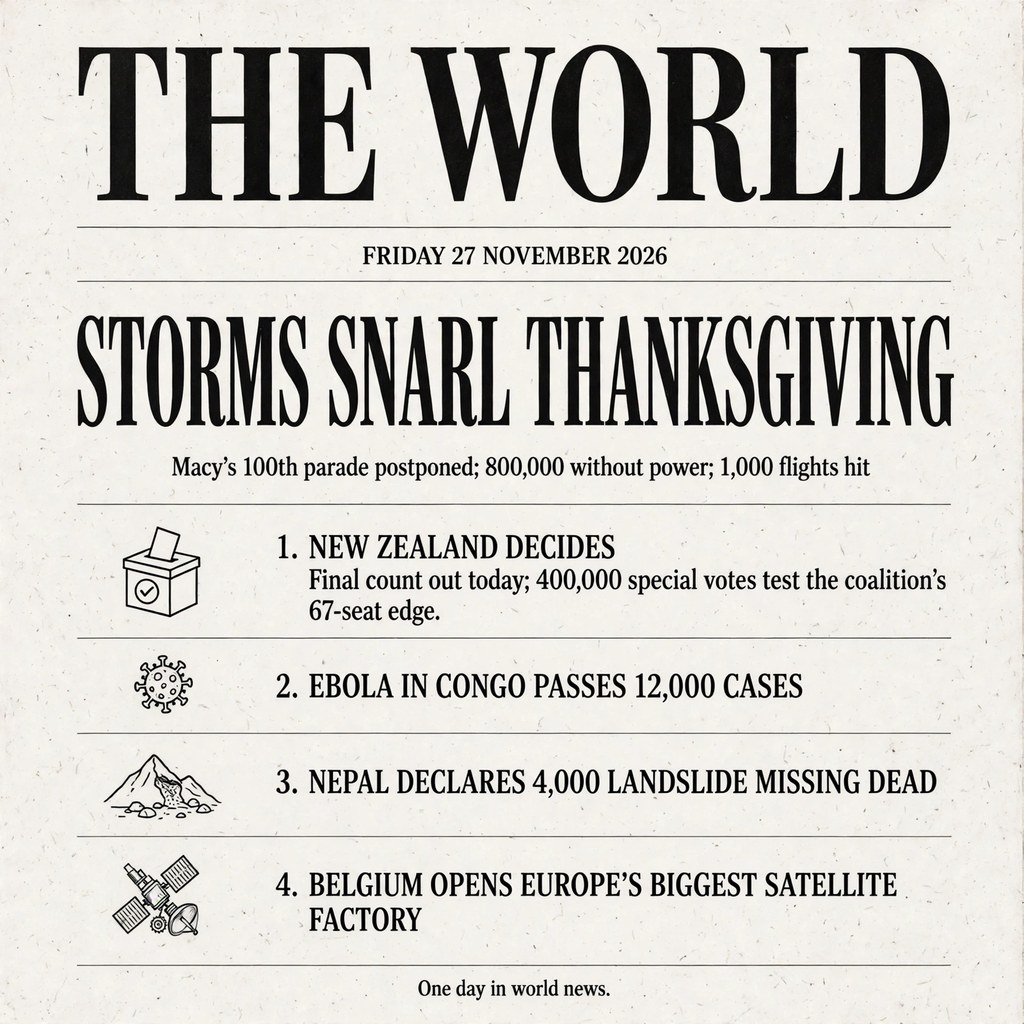 THE WORLD
FRIDAY 27 NOVEMBER 2026
STORMS SNARL THANKSGIVING
Macy's 100th parade postponed; 800,000 without power; 1,000 flights hit
1. NEW ZEALAND DECIDES
Final count out today; 400,000 special votes test the coalition's
67-seat edge.
2. EBOLA IN CONGO PASSES 12,000 CASES
3. NEPAL DECLARES 4,000 LANDSLIDE MISSING DEAD
4. BELGIUM OPENS EUROPE'S BIGGEST SATELLITE
FACTORY
One day in world news.